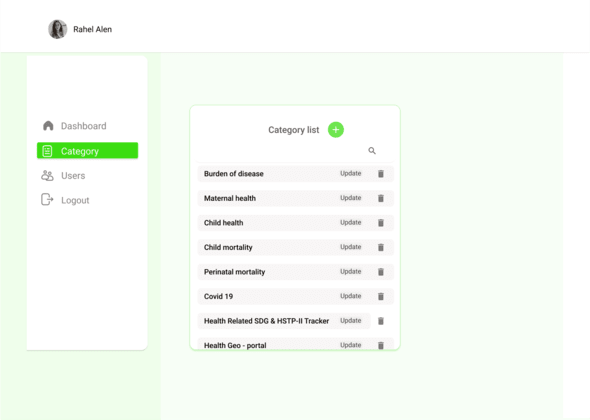 Rahel Alen
Dashboard
Category
Users
Logout
Category list
Burden of disease Update
Maternal health Update
Child health Update
Child mortality Update
Perinatal mortality Update
Covid 19 Update
Health Related SDG & HSTP-II Tracker Update
Health Geo - portal Update